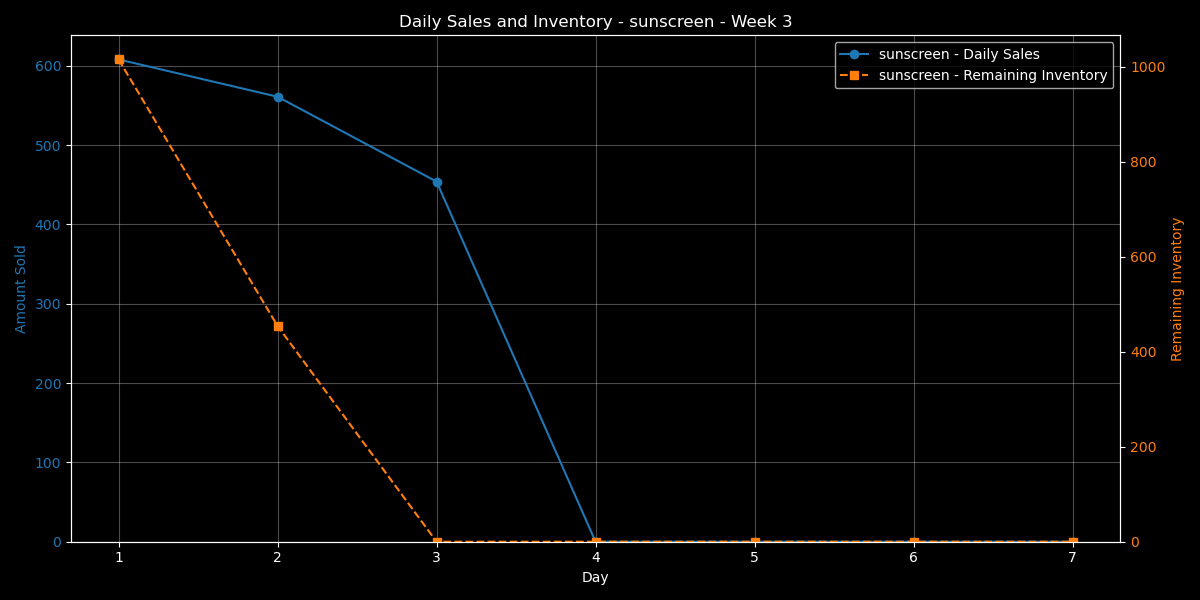 Daily Sales and Inventory - sunscreen - Week 3
sunscreen - Daily Sales
sunscreen - Remaining Inventory
600
500
400
300
200
100
0
Amount Sold
1000
800
600
400
200
0
Remaining Inventory
1 2 3 4 5 6 7
Day